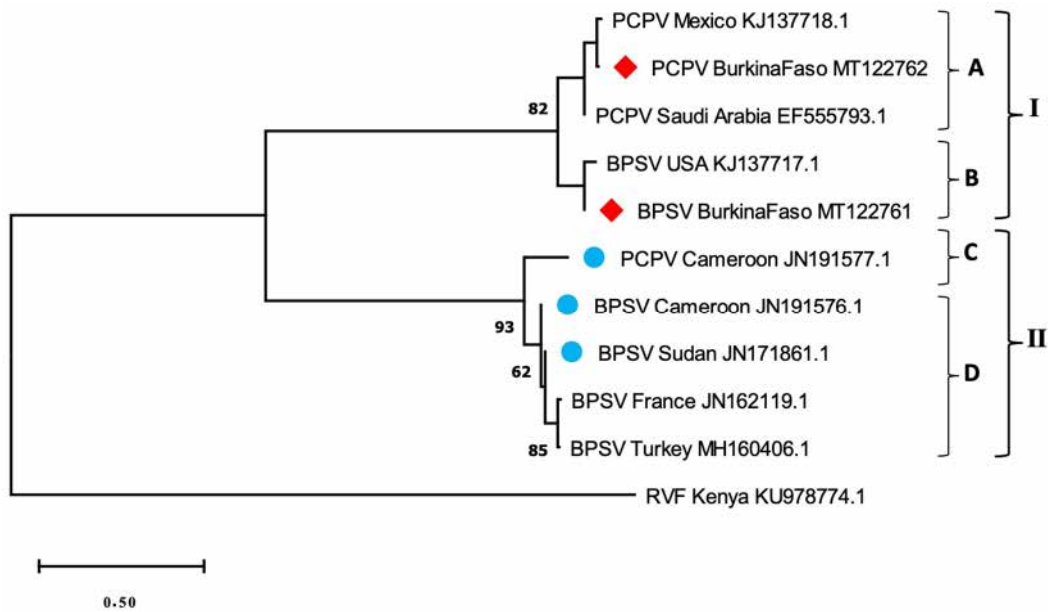 PCPV Mexico KJ137718.1
PCPV BurkinaFaso MT122762
A
82
I
PCPV Saudi Arabia EF555793.1
BPSV USA KJ137717.1
B
BPSV BurkinaFaso MT122761
PCPV Cameroon JN191577.1
C
BPSV Cameroon JN191576.1
93
II
BPSV Sudan JN171861.1
62
D
BPSV France JN162119.1
85
BPSV Turkey MH160406.1
RVF Kenya KU978774.1
0.50